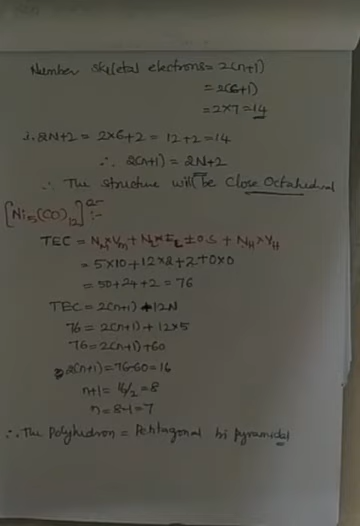 Number skeletal electrons = 2(n+1)
= 2(6+1)
= 2×7 = 14
i. 2N+2 = 2×6+2 = 12+2 = 14
∴ 2(n+1) = 2N+2
∴ The structure will be Close Octahedral
[Ni5(CO)12]2- :-
TEC = NM×VM + NL×EL ± O.S + NH×VH
= 5×10+12×2+2+0×0
= 50+24+2 = 76
TEC = 2(n+1) + 12N
76 = 2(n+1) + 12×5
76 = 2(n+1)+60
2(n+1) = 76-60 = 16
n+1 = 16/2 = 8
n = 8-1 = 7
∴ The Polyhedron = Pentagonal bi pyramidal